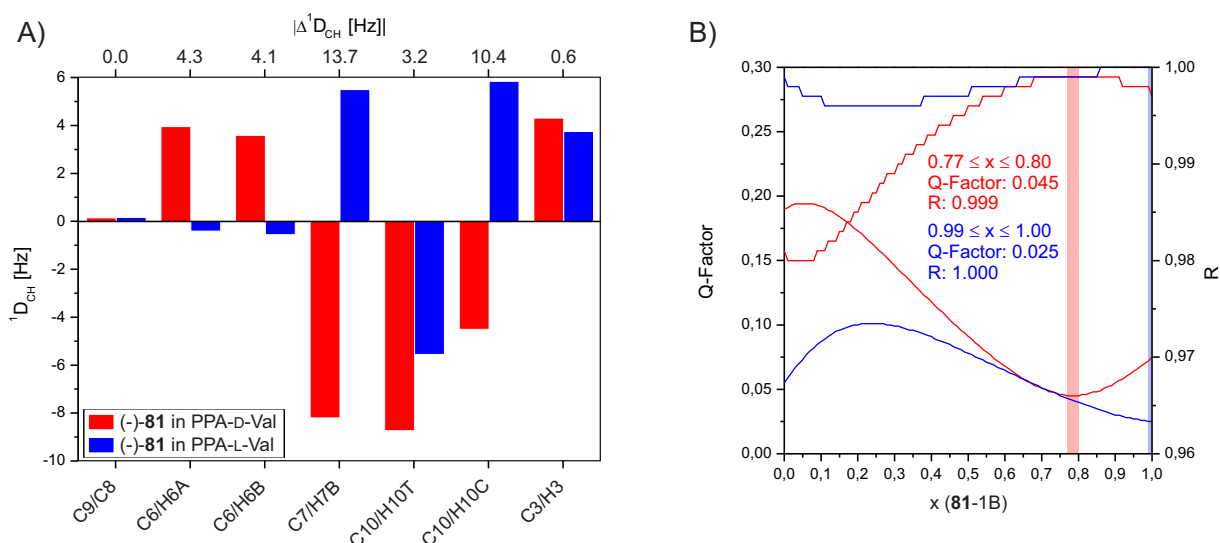 A)
|Δ¹D_CH [Hz]|
0.0 4.3 4.1 13.7 3.2 10.4 0.6
6
4
2
0
-2
-4
-6
-8
-10
¹D_CH [Hz]
(-)-81 in PPA-D-Val
(-)-81 in PPA-L-Val
C9/C8 C6/H6A C6/H6B C7/H7B C10/H10T C10/H10C C3/H3
B)
0,30
0,25
0,20
0,15
0,10
0,05
0,00
Q-Factor
0.77 ≤ x ≤ 0.80
Q-Factor: 0.045
R: 0.999
0.99 ≤ x ≤ 1.00
Q-Factor: 0.025
R: 1.000
1,00
0,99
0,98
0,97
0,96
R
0,0 0,1 0,2 0,3 0,4 0,5 0,6 0,7 0,8 0,9 1,0
x (81-1B)